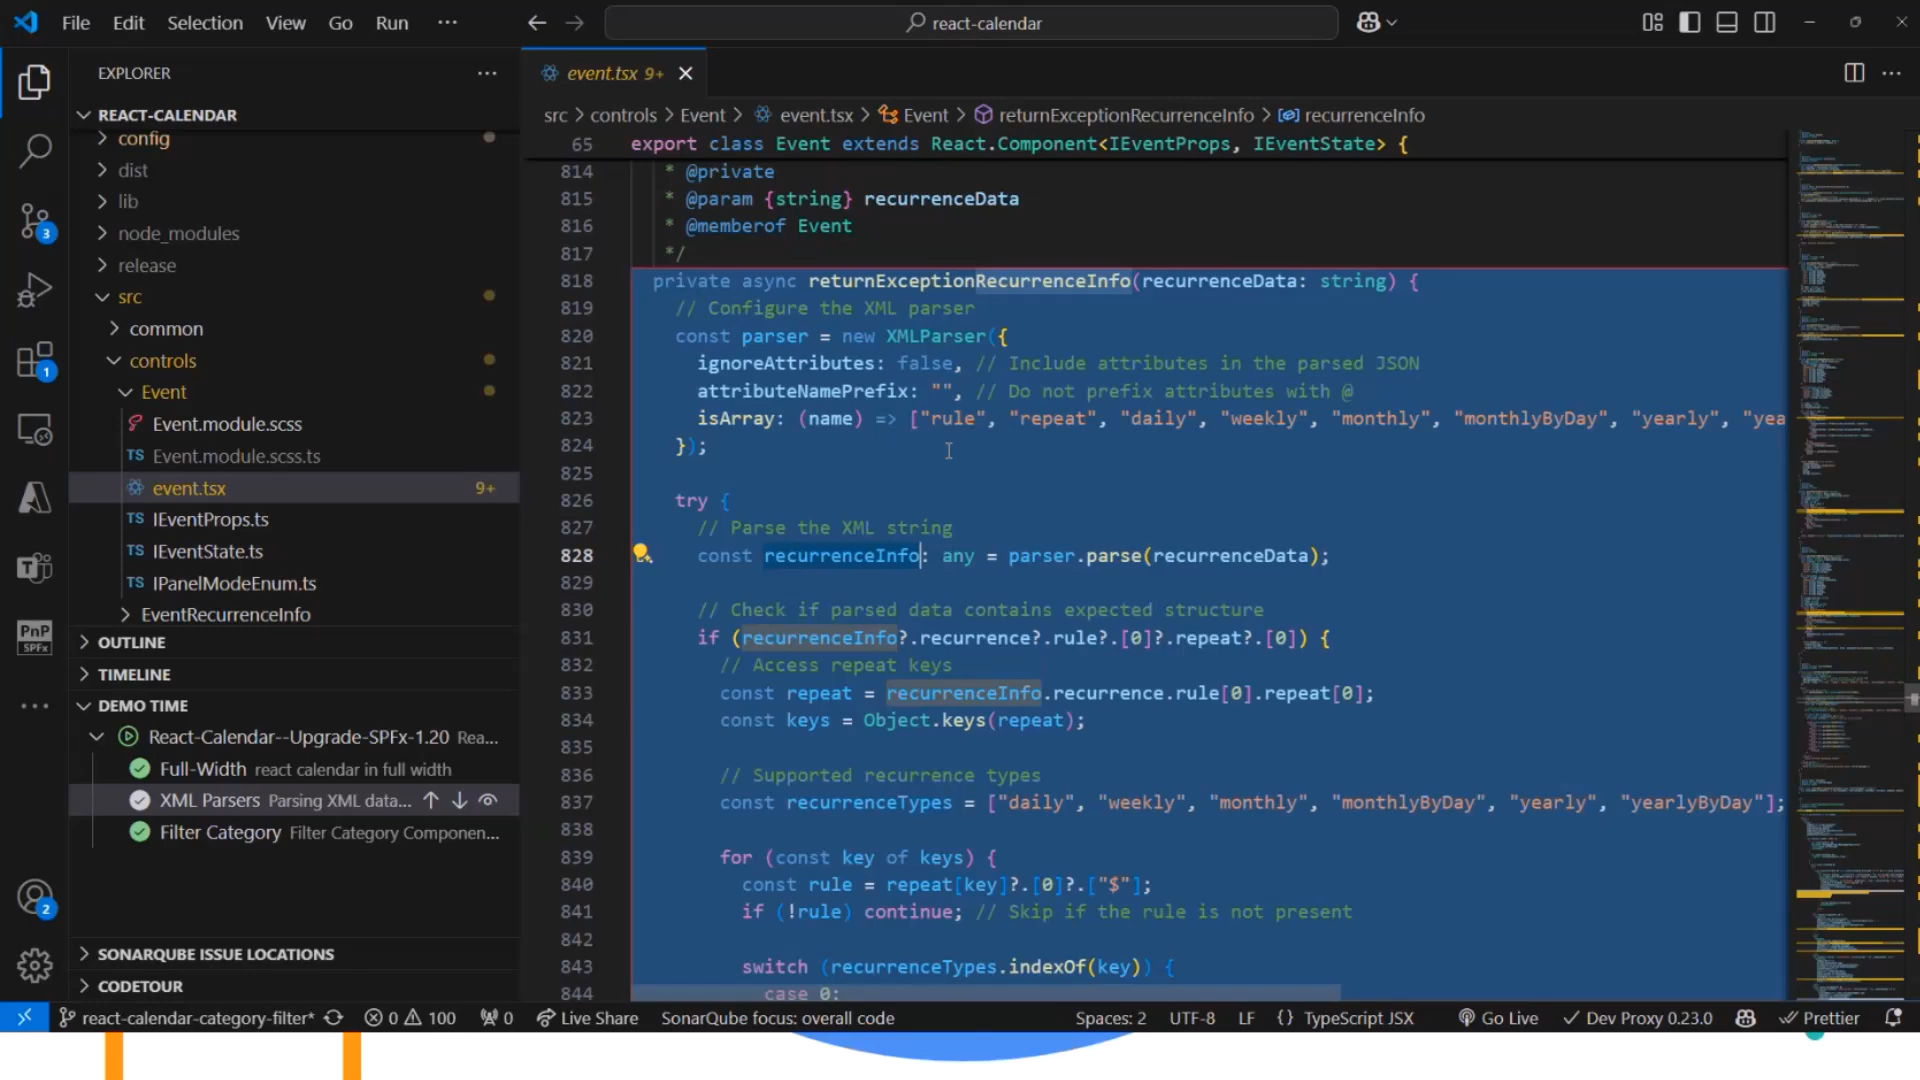 File Edit Selection View Go Run ···
react-calendar
EXPLORER
REACT-CALENDAR
config
dist
lib
node_modules
release
src
common
controls
Event
Event.module.scss
TS Event.module.scss.ts
event.tsx 9+
TS IEventProps.ts
TS IEventState.ts
TS IPanelModeEnum.ts
EventRecurrenceInfo
OUTLINE
TIMELINE
DEMO TIME
React-Calendar--Upgrade-SPFx-1.20 Rea...
Full-Width react calendar in full width
XML Parsers Parsing XML data...
Filter Category Filter Category Componen...
SONARQUBE ISSUE LOCATIONS
CODETOUR
3
1
PnP
SPFx
2
event.tsx 9+
src > controls > Event > event.tsx > Event > returnExceptionRecurrenceInfo > recurrenceInfo
65 export class Event extends React.Component<IEventProps, IEventState> {
814 * @private
815 * @param {string} recurrenceData
816 * @memberof Event
817 */
818 private async returnExceptionRecurrenceInfo(recurrenceData: string) {
819 // Configure the XML parser
820 const parser = new XMLParser({
821 ignoreAttributes: false, // Include attributes in the parsed JSON
822 attributeNamePrefix: "", // Do not prefix attributes with @
823 isArray: (name) => ["rule", "repeat", "daily", "weekly", "monthly", "monthlyByDay", "yearly", "yea
824 });
825
826 try {
827 // Parse the XML string
828 const recurrenceInfo: any = parser.parse(recurrenceData);
829
830 // Check if parsed data contains expected structure
831 if (recurrenceInfo?.recurrence?.rule?.[0]?.repeat?.[0]) {
832 // Access repeat keys
833 const repeat = recurrenceInfo.recurrence.rule[0].repeat[0];
834 const keys = Object.keys(repeat);
835
836 // Supported recurrence types
837 const recurrenceTypes = ["daily", "weekly", "monthly", "monthlyByDay", "yearly", "yearlyByDay"];
838
839 for (const key of keys) {
840 const rule = repeat[key]?.[0]?.["$"];
841 if (!rule) continue; // Skip if the rule is not present
842
843 switch (recurrenceTypes.indexOf(key)) {
844 case 0:
react-calendar-category-filter* 0 100 0 Live Share SonarQube focus: overall code Spaces: 2 UTF-8 LF {} TypeScript JSX Go Live Dev Proxy 0.23.0 Prettier